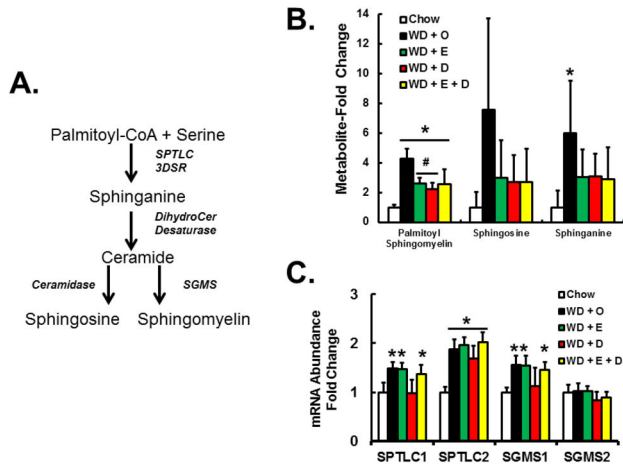 A.
Palmitoyl-CoA + Serine
SPTLC
3DSR
Sphinganine
DihydroCer
Desaturase
Ceramide
Ceramidase
SGMS
Sphingosine
Sphingomyelin
B.
Metabolite-Fold Change
14
12
10
8
6
4
2
0
Chow
WD + O
WD + E
WD + D
WD + E + D
*
#
*
Palmitoyl
Sphingomyelin
Sphingosine
Sphinganine
C.
mRNA Abundance
Fold Change
3
2
1
0
Chow
WD + O
WD + E
WD + D
WD + E + D
** *
*
** *
SPTLC1
SPTLC2
SGMS1
SGMS2